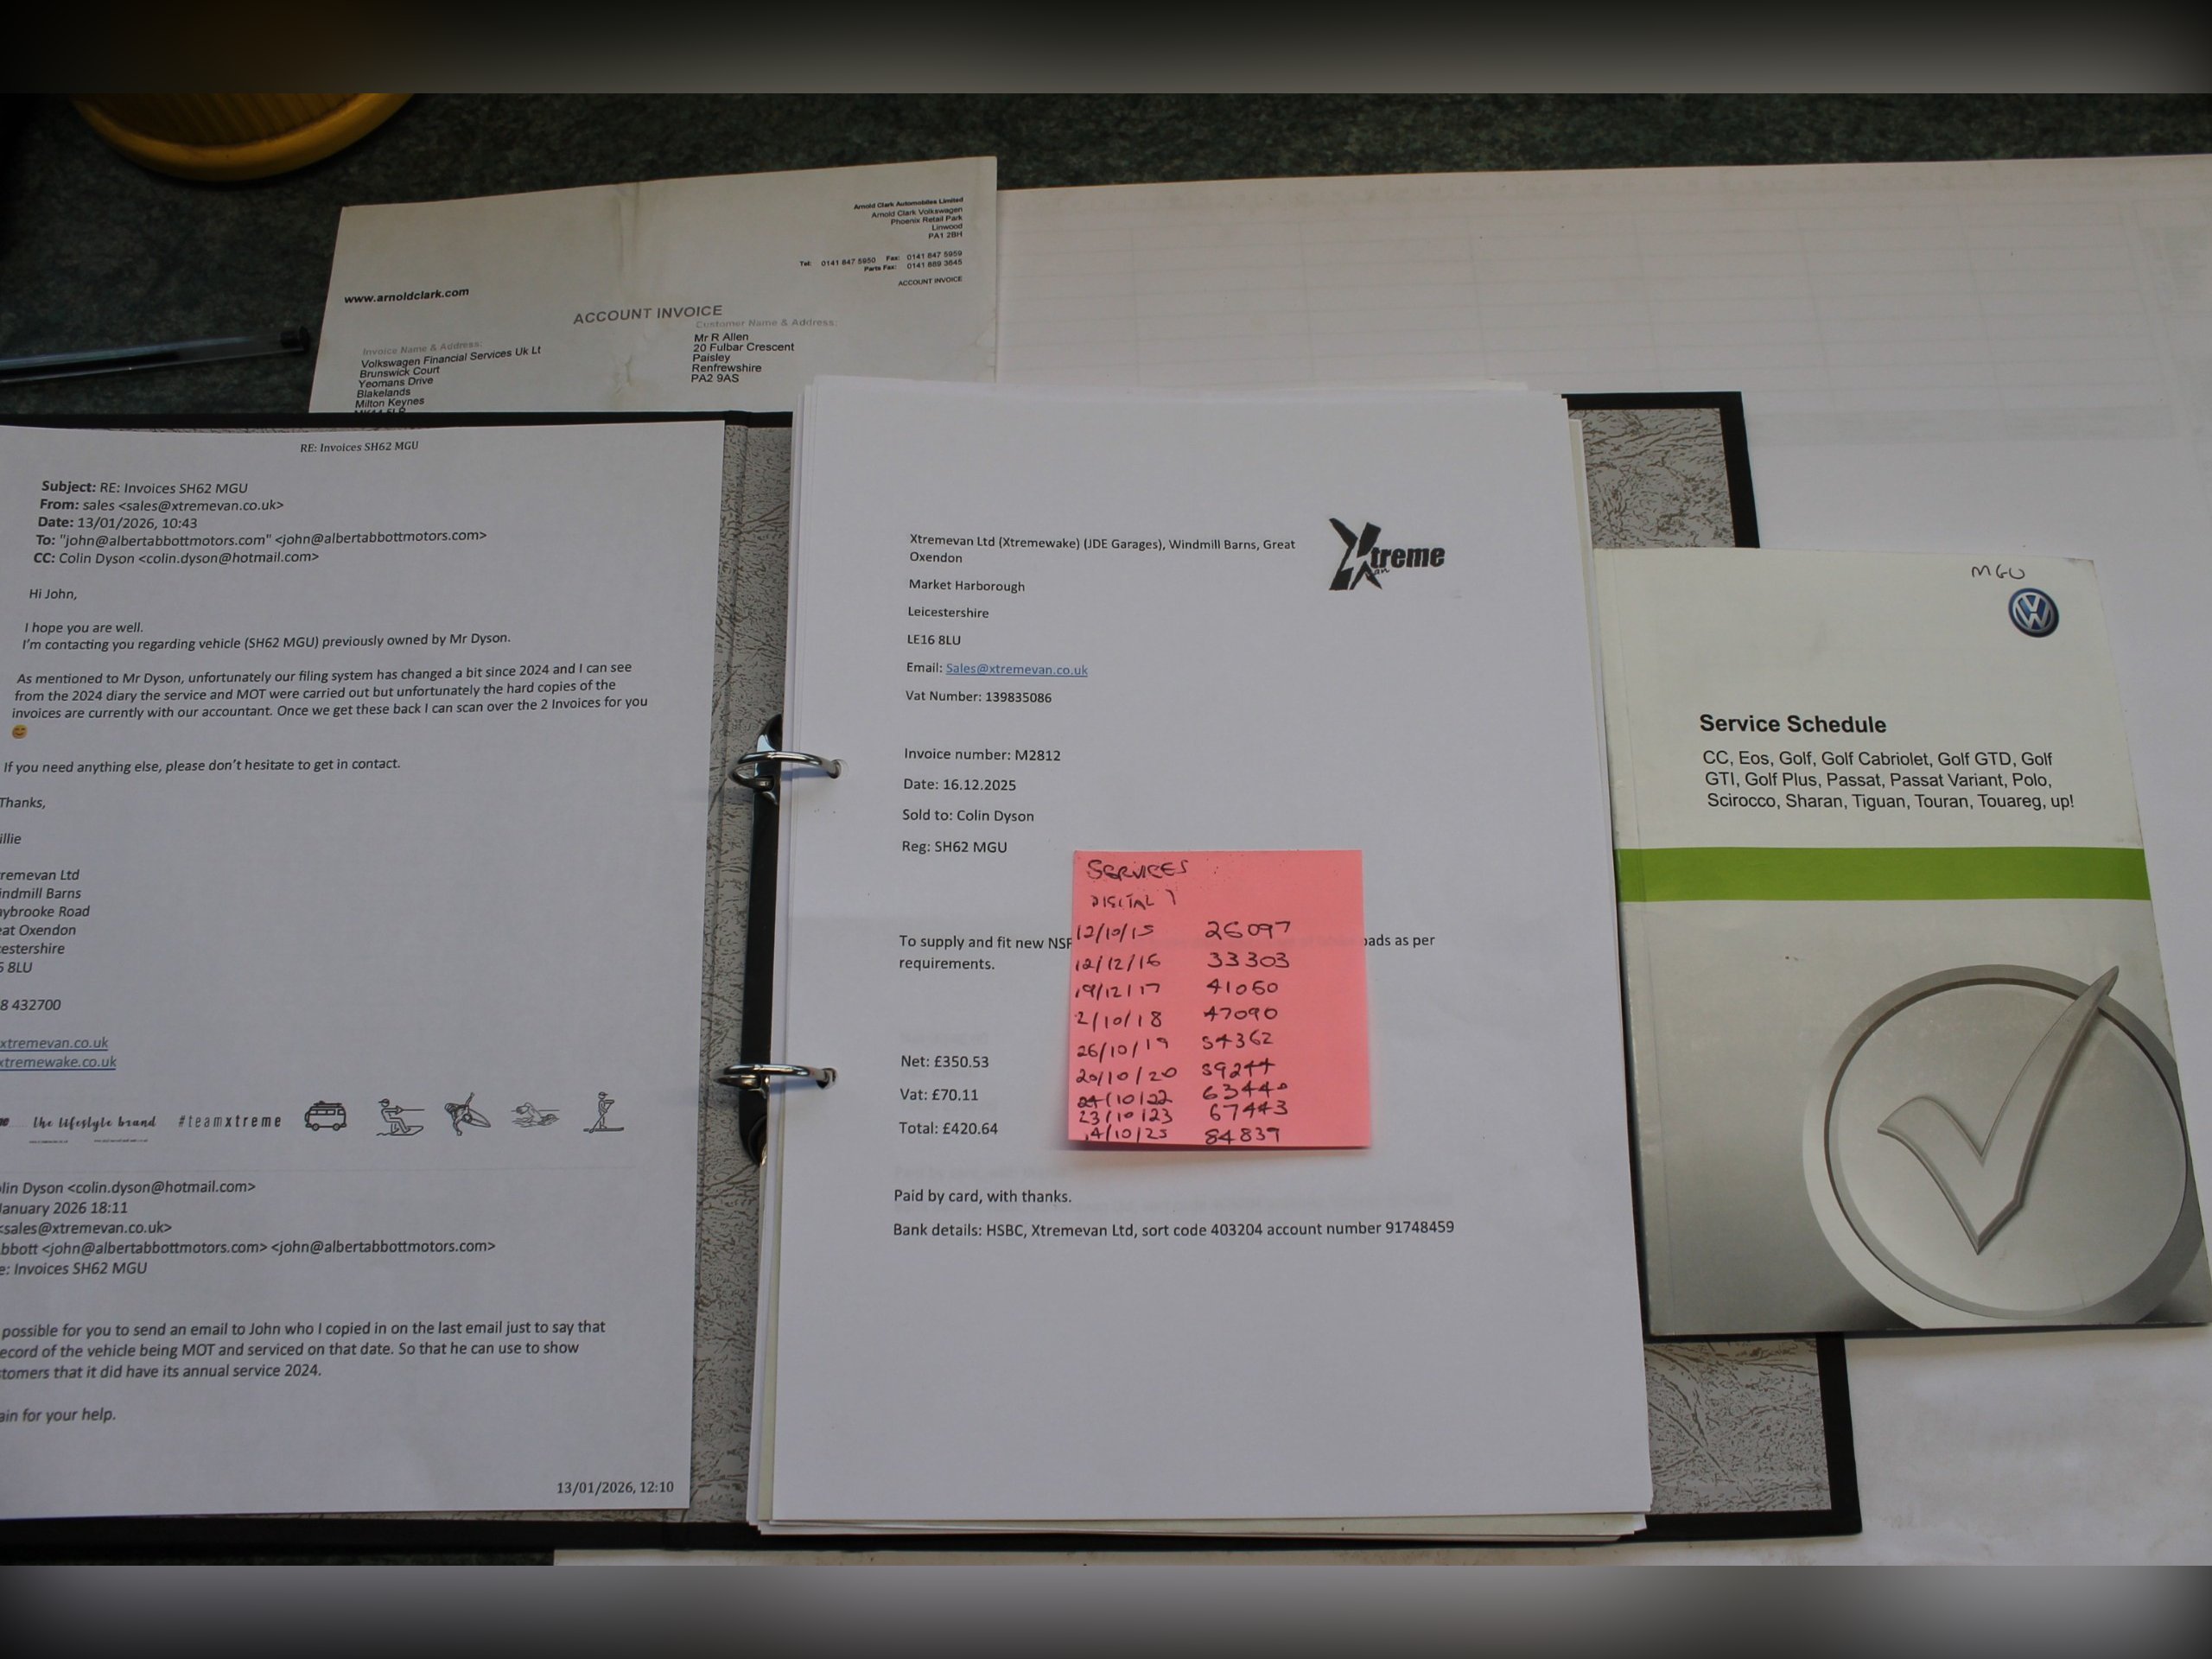 Arnold Clark Automobiles Limited
Arnold Clark Volkswagen
Phoenix Retail Park
Linwood
PA1 2BH
Tel: 0141 847 5950 Fax: 0141 847 5959
Parts Fax: 0141 889 3645
ACCOUNT INVOICE
www.arnoldclark.com
ACCOUNT INVOICE
Invoice Name & Address:
Volkswagen Financial Services Uk Lt
Brunswick Court
Yeomans Drive
Blakelands
Milton Keynes
Customer Name & Address:
Mr R Allen
20 Fulbar Crescent
Paisley
Renfrewshire
PA2 9AS
RE: Invoices SH62 MGU
Subject: RE: Invoices SH62 MGU
From: sales <sales@xtremevan.co.uk>
Date: 13/01/2026, 10:43
To: "john@albertabbottmotors.com" <john@albertabbottmotors.com>
CC: Colin Dyson <colin.dyson@hotmail.com>
Hi John,
I hope you are well.
I'm contacting you regarding vehicle (SH62 MGU) previously owned by Mr Dyson.
As mentioned to Mr Dyson, unfortunately our filing system has changed a bit since 2024 and I can see
from the 2024 diary the service and MOT were carried out but unfortunately the hard copies of the
invoices are currently with our accountant. Once we get these back I can scan over the 2 Invoices for you
😊
If you need anything else, please don't hesitate to get in contact.
Thanks,
illie
remevan Ltd
indmill Barns
aybrooke Road
eat Oxendon
cestershire
6 8LU
8 432700
xtremevan.co.uk
xtremewake.co.uk
the lifestyle brand #teamxtreme
lin Dyson <colin.dyson@hotmail.com>
anuary 2026 18:11
<sales@xtremevan.co.uk>
bbott <john@albertabbottmotors.com> <john@albertabbottmotors.com>
e: Invoices SH62 MGU
possible for you to send an email to John who I copied in on the last email just to say that
ecord of the vehicle being MOT and serviced on that date. So that he can use to show
tomers that it did have its annual service 2024.
ain for your help.
13/01/2026, 12:10
Xtreme
van
Xtremevan Ltd (Xtremewake) (JDE Garages), Windmill Barns, Great
Oxendon
Market Harborough
Leicestershire
LE16 8LU
Email: Sales@xtremevan.co.uk
Vat Number: 139835086
Invoice number: M2812
Date: 16.12.2025
Sold to: Colin Dyson
Reg: SH62 MGU
To supply and fit new NSF
pads as per
requirements.
Net: £350.53
Vat: £70.11
Total: £420.64
Paid by card, with thanks.
Bank details: HSBC, Xtremevan Ltd, sort code 403204 account number 91748459
SERVICES
DIGITAL
12/10/15 26097
12/12/16 33303
19/12/17 41060
2/10/18 47090
26/10/19 54362
20/10/20 59244
24/10/22 63440
23/10/23 67443
14/10/25 84839
MGU
Service Schedule
CC, Eos, Golf, Golf Cabriolet, Golf GTD, Golf
GTI, Golf Plus, Passat, Passat Variant, Polo,
Scirocco, Sharan, Tiguan, Touran, Touareg, up!